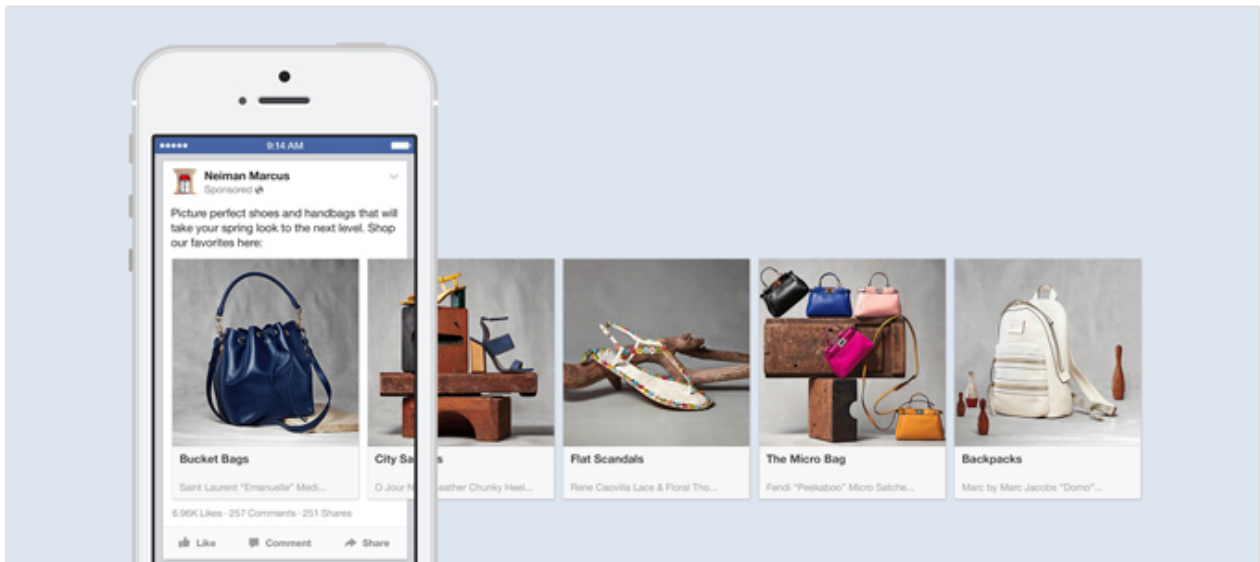 9:14 AM
Neiman Marcus
Sponsored
Picture perfect shoes and handbags that will
take your spring look to the next level. Shop
our favorites here:
Bucket Bags
Saint Laurent "Emanuelle" Medi...
City Sa s
O Jour N eather Chunky Heel...
Flat Scandals
Rene Caovilla Lace & Floral Tho...
The Micro Bag
Fendi "Peekaboo" Micro Satche...
Backpacks
Marc by Marc Jacobs "Domo"...
6.96K Likes · 257 Comments · 251 Shares
Like Comment Share